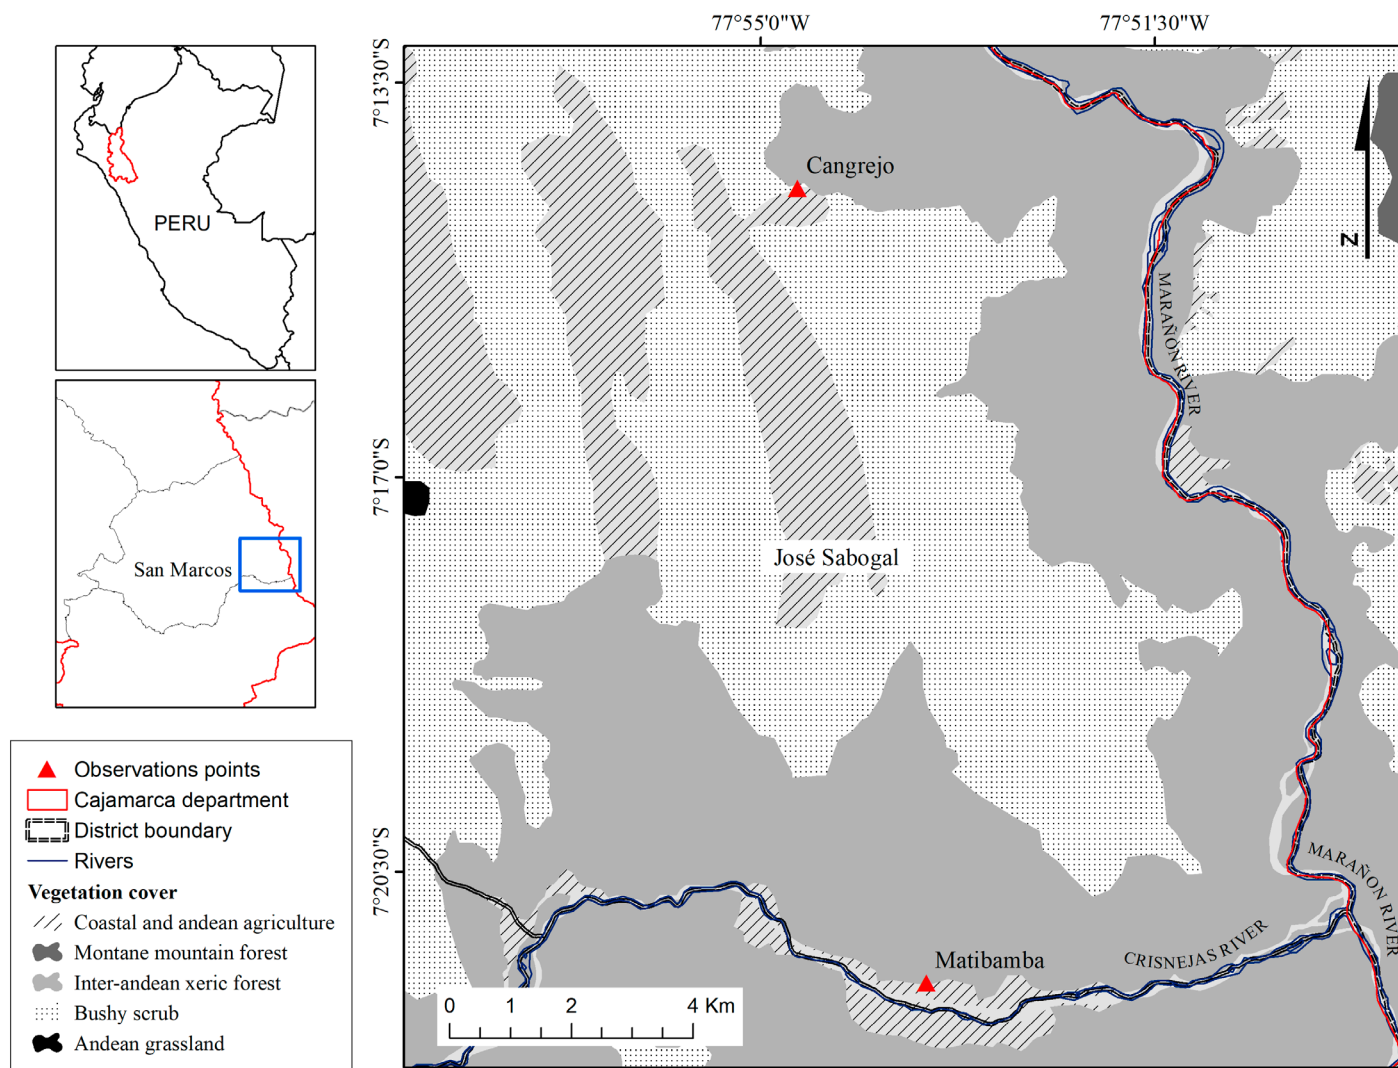 77°55'0"W
77°51'30"W
7°13'30"S
7°17'0"S
7°20'30"S
PERU
San Marcos
Cangrejo
José Sabogal
Matibamba
MARAÑON RIVER
MARAÑON RIVER
CRISNEJAS RIVER
N
0 1 2 4 Km
Observations points
Cajamarca department
District boundary
Rivers
Vegetation cover
Coastal and andean agriculture
Montane mountain forest
Inter-andean xeric forest
Bushy scrub
Andean grassland